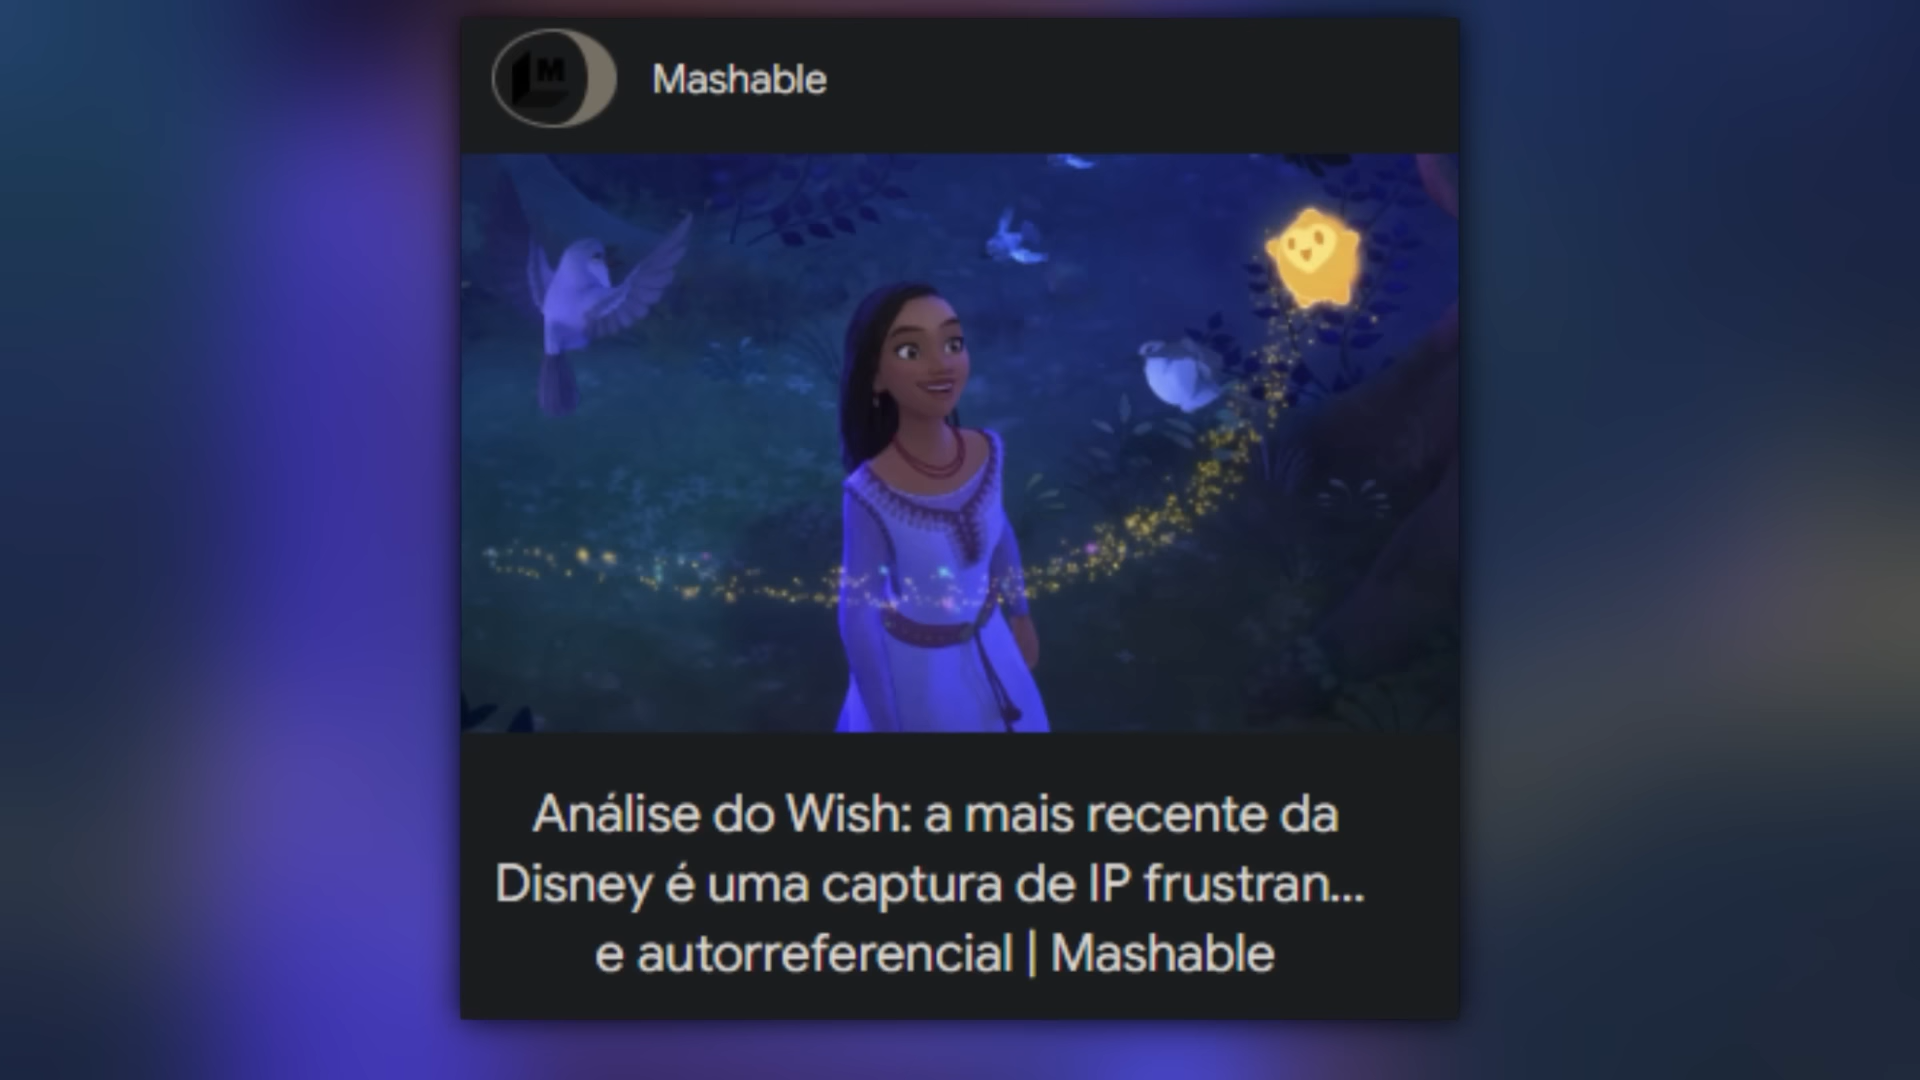 M
Mashable
Análise do Wish: a mais recente da
Disney é uma captura de IP frustran...
e autorreferencial | Mashable